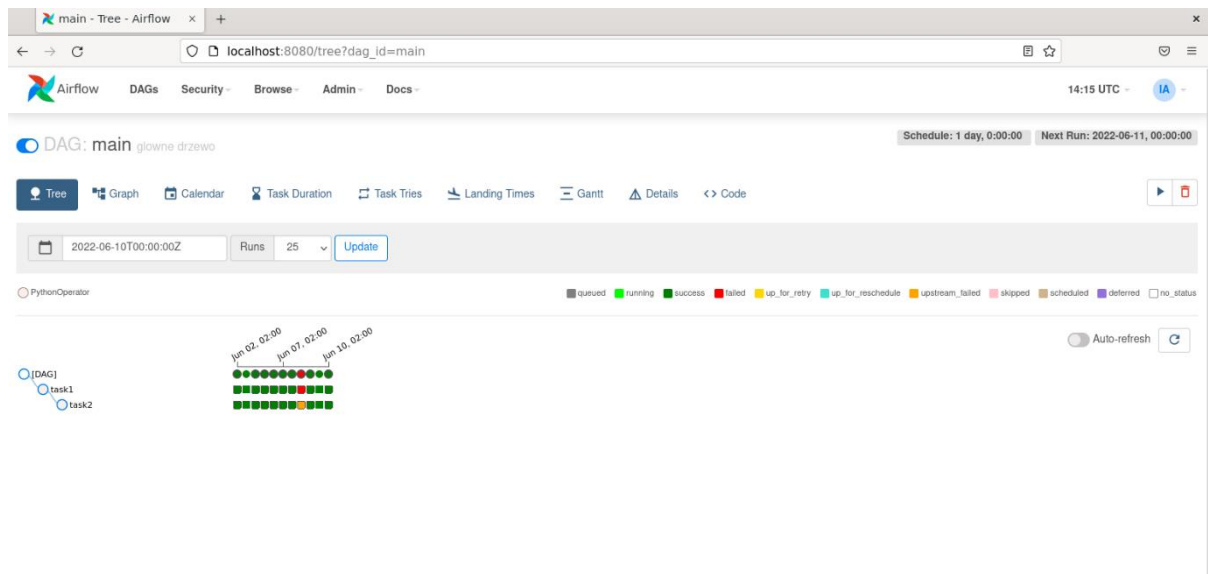 main - Tree - Airflow × +
localhost:8080/tree?dag_id=main
Airflow DAGs Security Browse Admin Docs 14:15 UTC IA
Schedule: 1 day, 0:00:00 Next Run: 2022-06-11, 00:00:00
DAG: main glowne drzewo
Tree Graph Calendar Task Duration Task Tries Landing Times Gantt Details <> Code
2022-06-10T00:00:00Z Runs 25 Update
PythonOperator queued running success failed up_for_retry up_for_reschedule upstream_failed skipped scheduled deferred no_status
Jun 02, 02:00 Jun 07, 02:00 Jun 10, 02:00
Auto-refresh
[DAG]
task1
task2